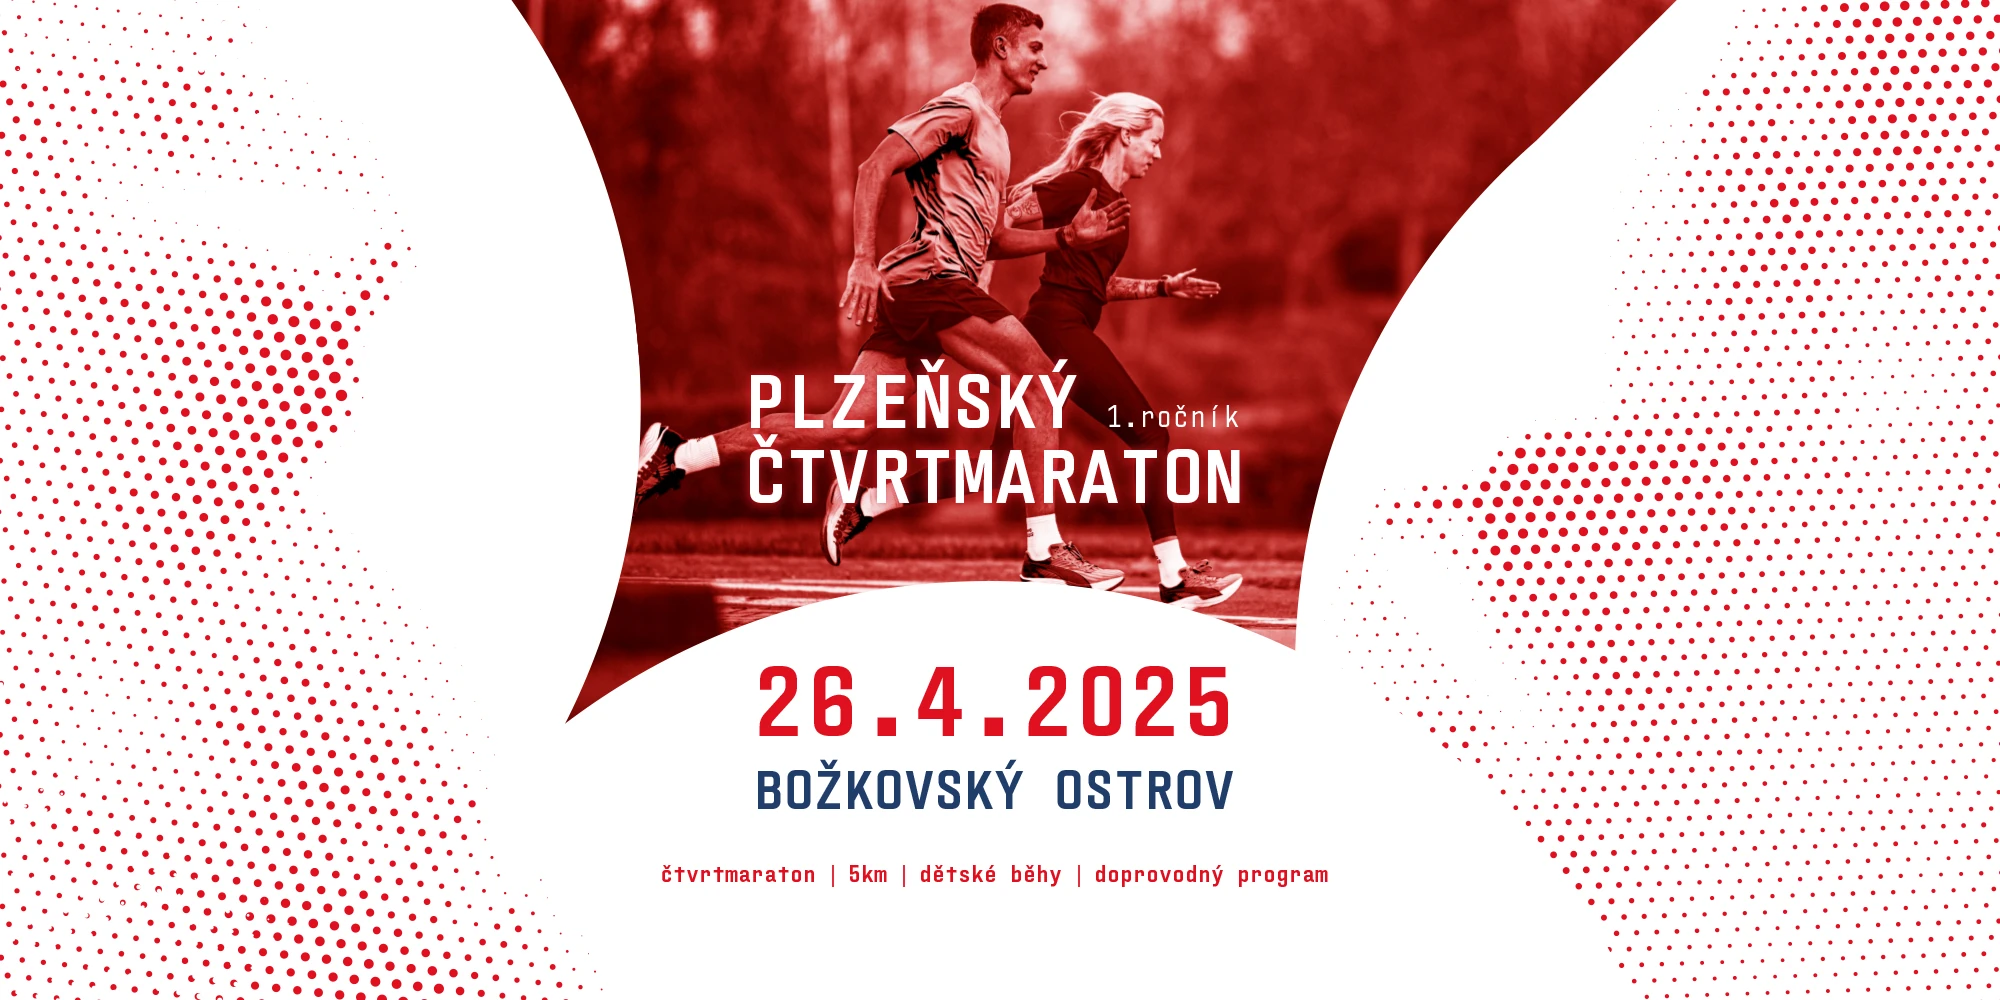 PLZEŇSKÝ 1.ročník
ČTVRTMARATON
26.4.2025
BOŽKOVSKÝ OSTROV
čtvrtmaraton | 5km | dětské běhy | doprovodný program